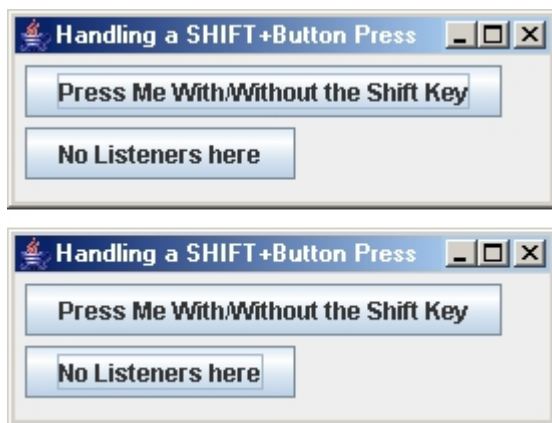 Handling a SHIFT+Button Press
Press Me With/Without the Shift Key
No Listeners here
Handling a SHIFT+Button Press
Press Me With/Without the Shift Key
No Listeners here